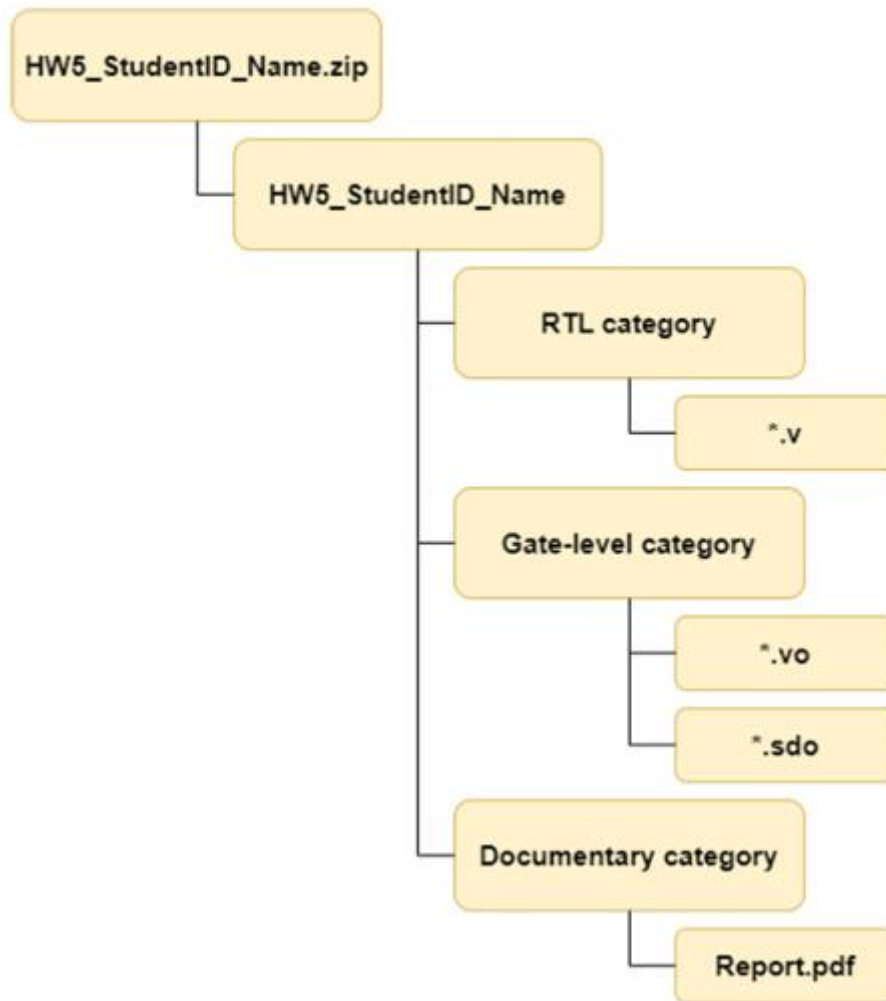 HW5_StudentID_Name.zip
HW5_StudentID_Name
RTL category
*.v
Gate-level category
*.vo
*.sdo
Documentary category
Report.pdf